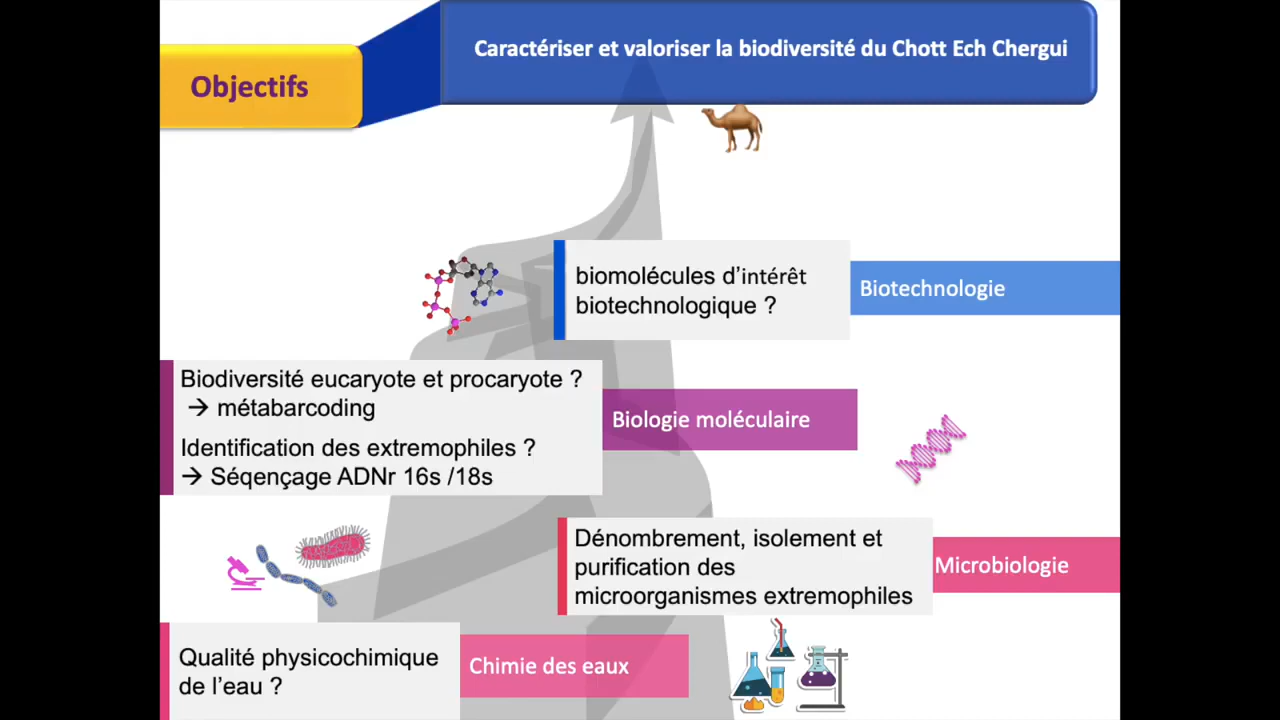 Caractériser et valoriser la biodiversité du Chott Ech Chergui
Objectifs
biomolécules d'intérêt
biotechnologique ?
Biotechnologie
Biodiversité eucaryote et procaryote ?
→ métabarcoding
Identification des extremophiles ?
→ Séqençage ADNr 16s /18s
Biologie moléculaire
Dénombrement, isolement et
purification des
microorganismes extremophiles
Microbiologie
Qualité physicochimique
de l'eau ?
Chimie des eaux